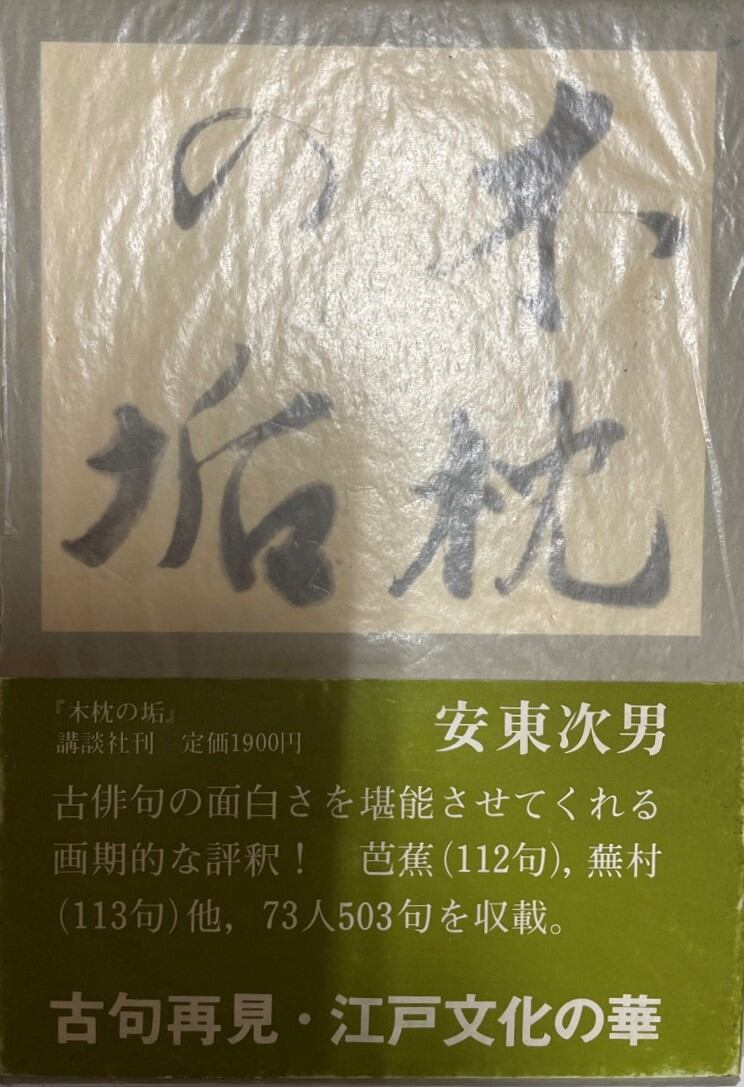 木枕
の垢
『木枕の垢』
講談社刊 定価1900円
安東次男
古俳句の面白さを堪能させてくれる
画期的な評釈! 芭蕉(112句), 蕪村
(113句)他, 73人503句を収載。
古句再見・江戸文化の華